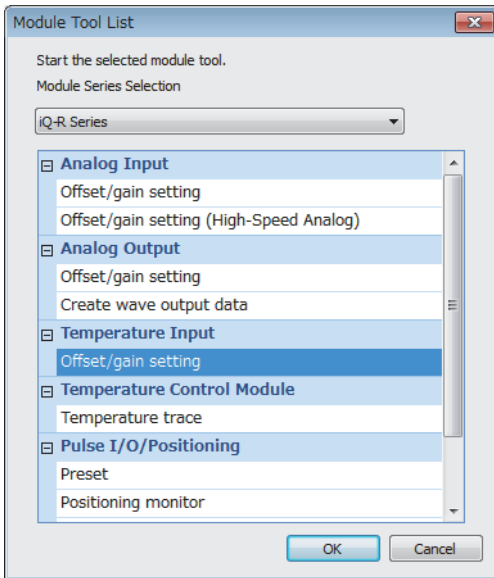 Module Tool List
Start the selected module tool.
Module Series Selection
iQ-R Series
Analog Input
Offset/gain setting
Offset/gain setting (High-Speed Analog)
Analog Output
Offset/gain setting
Create wave output data
Temperature Input
Offset/gain setting
Temperature Control Module
Temperature trace
Pulse I/O/Positioning
Preset
Positioning monitor
OK Cancel